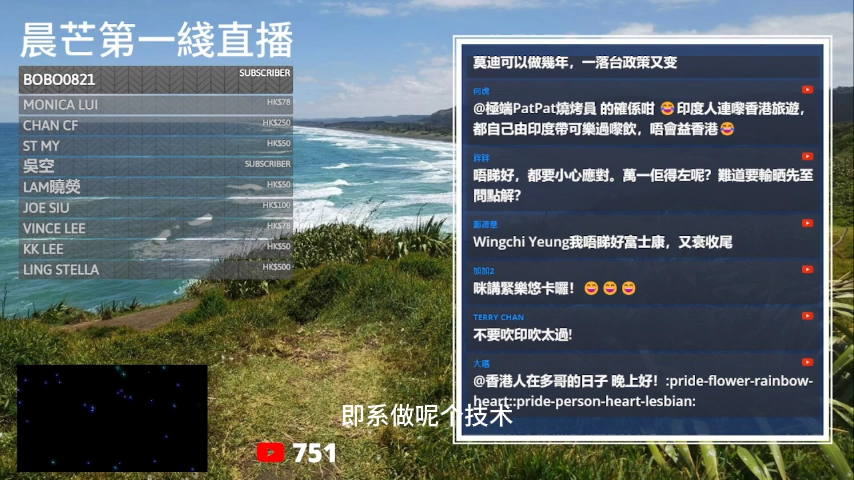 晨芒第一綫直播
BOBO0821 SUBSCRIBER
MONICA LUI HK$78
CHAN CF HK$250
ST MY HK$50
吳空 SUBSCRIBER
LAM曉熒 HK$50
JOE SIU HK$100
VINCE LEE HK$78
KK LEE HK$50
LING STELLA HK$500
莫迪可以做幾年，一落台政策又变
何虎
@極端PatPat燒烤員 的確係咁 😂印度人連嚟香港旅遊，
都自己由印度帶可樂過嚟飲，唔會益香港😂
祥祥
唔睇好，都要小心應對。萬一佢得左呢？難道要輸晒先至
問點解？
Wingchi Yeung我唔睇好富士康，又衰收尾
加加2
咪講緊樂悠卡囉！😄😄😄
TERRY CHAN
不要吹印吹太過!
@香港人在多哥的日子 晚上好！:pride-flower-rainbow-
heart::pride-person-heart-lesbian:
即系做呢个技术
751